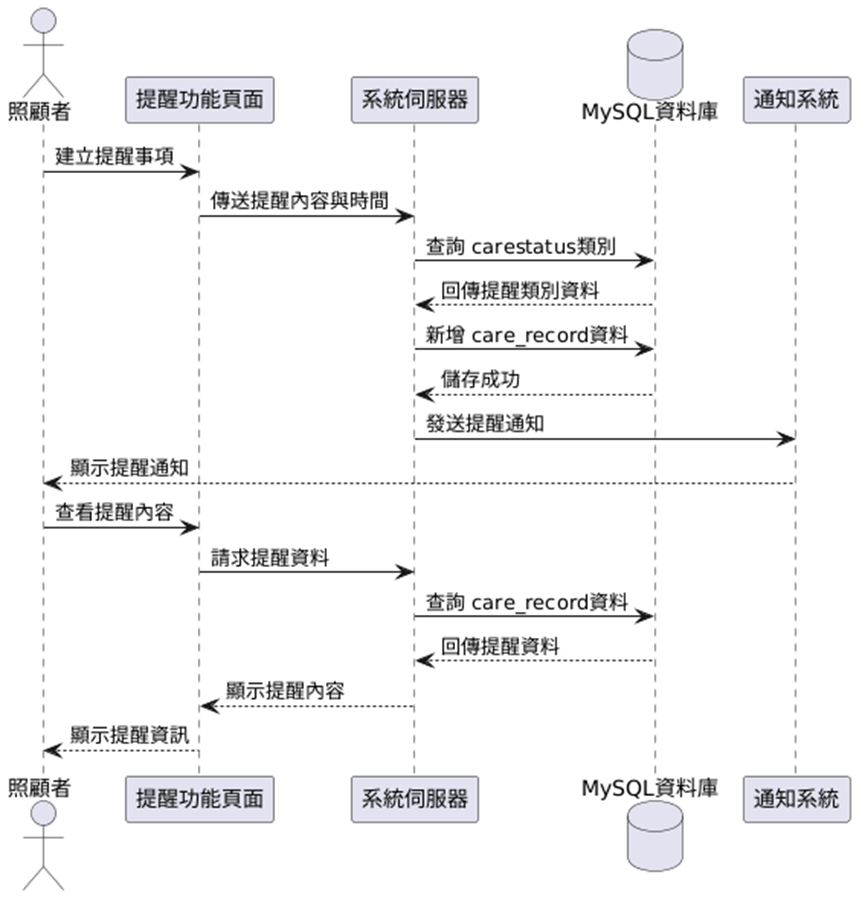 照顧者
提醒功能頁面
系統伺服器
MySQL資料庫
通知系統
建立提醒事項
傳送提醒內容與時間
查詢 carestatus類別
回傳提醒類別資料
新增 care_record資料
儲存成功
發送提醒通知
顯示提醒通知
查看提醒內容
請求提醒資料
查詢 care_record資料
回傳提醒資料
顯示提醒內容
顯示提醒資訊
照顧者
提醒功能頁面
系統伺服器
MySQL資料庫
通知系統